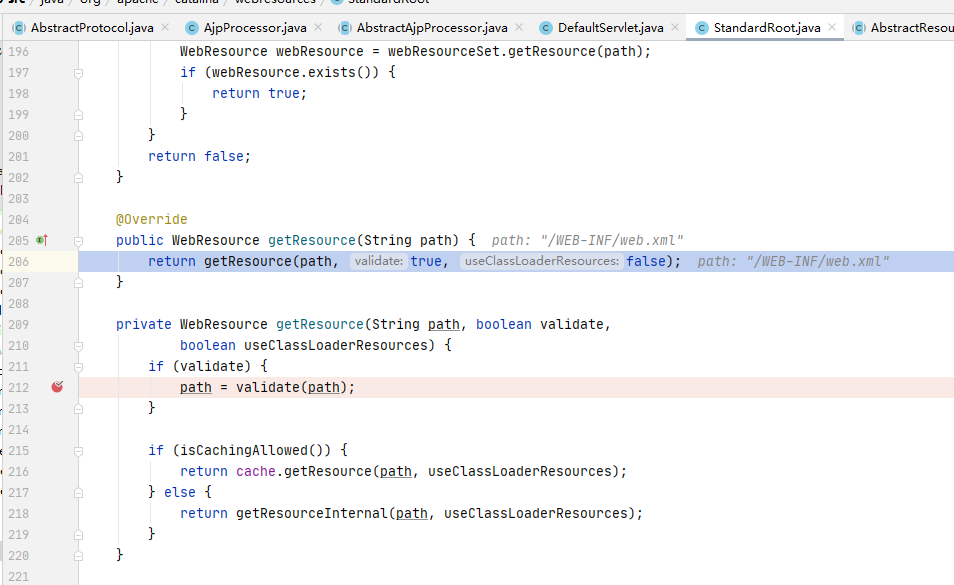 java / org / apache / catalina / webresources / StandardRoot
AbstractProtocol.java × AjpProcessor.java × AbstractAjpProcessor.java × DefaultServlet.java × StandardRoot.java × AbstractResou
196 WebResource webResource = webResourceSet.getResource(path);
197 if (webResource.exists()) {
198 return true;
199 }
200 }
201 return false;
202 }
203
204 @Override
205 public WebResource getResource(String path) { path: "/WEB-INF/web.xml"
206 return getResource(path, validate: true, useClassLoaderResources: false); path: "/WEB-INF/web.xml"
207 }
208
209 private WebResource getResource(String path, boolean validate,
210 boolean useClassLoaderResources) {
211 if (validate) {
212 path = validate(path);
213 }
214
215 if (isCachingAllowed()) {
216 return cache.getResource(path, useClassLoaderResources);
217 } else {
218 return getResourceInternal(path, useClassLoaderResources);
219 }
220 }
221